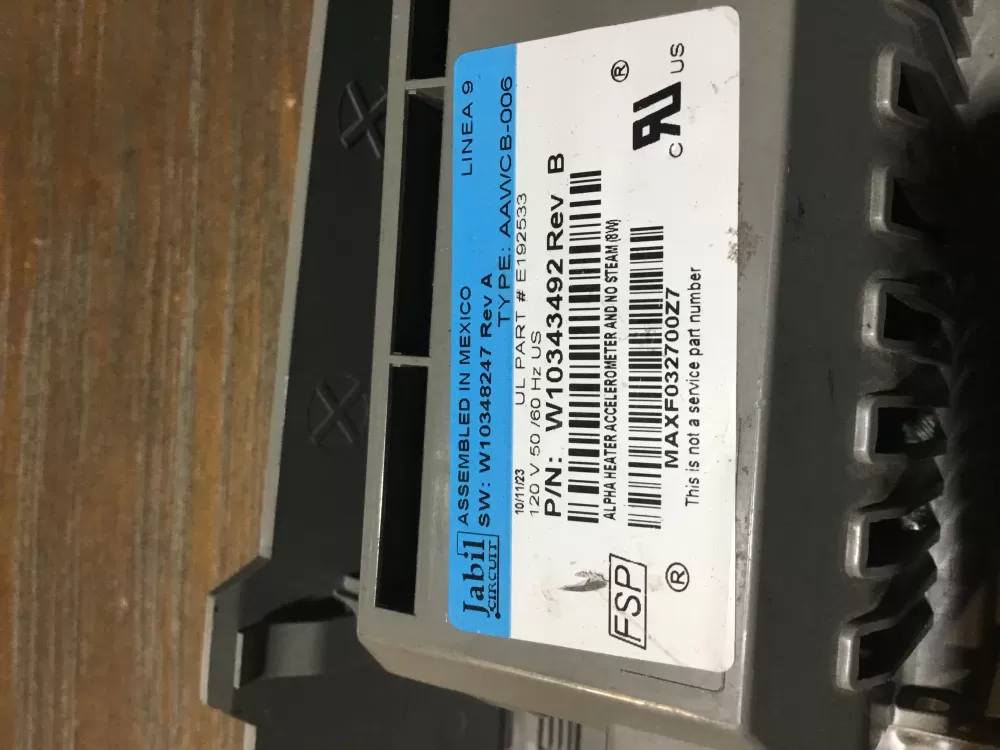 Jabil
CIRCUIT
ASSEMBLED IN MEXICO LINEA 9
SW: W10348247 Rev A
TYPE: AAWCB-006
10/11/23 UL PART # E192533
120 V 50 /60 Hz US
P/N: W10343492 Rev B
ALPHA HEATER ACCELEROMETER AND NO STEAM (8W)
MAXF032700Z7
This is not a service part number
FSP
®
c RU US
®